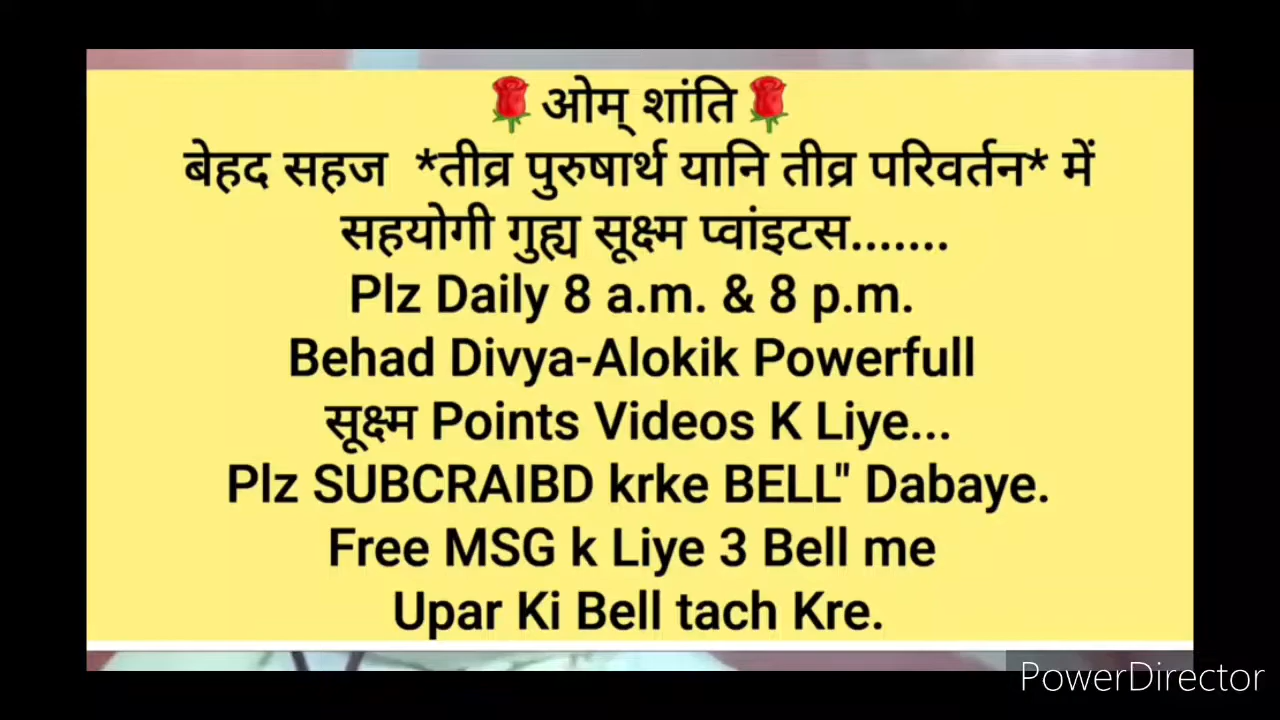 🌹ओम् शांति🌹
बेहद सहज *तीव्र पुरुषार्थ यानि तीव्र परिवर्तन* में
सहयोगी गुह्य सूक्ष्म प्वांइटस.......
Plz Daily 8 a.m. & 8 p.m.
Behad Divya-Alokik Powerfull
सूक्ष्म Points Videos K Liye...
Plz SUBCRAIBD krke BELL" Dabaye.
Free MSG k Liye 3 Bell me
Upar Ki Bell tach Kre.
PowerDirector